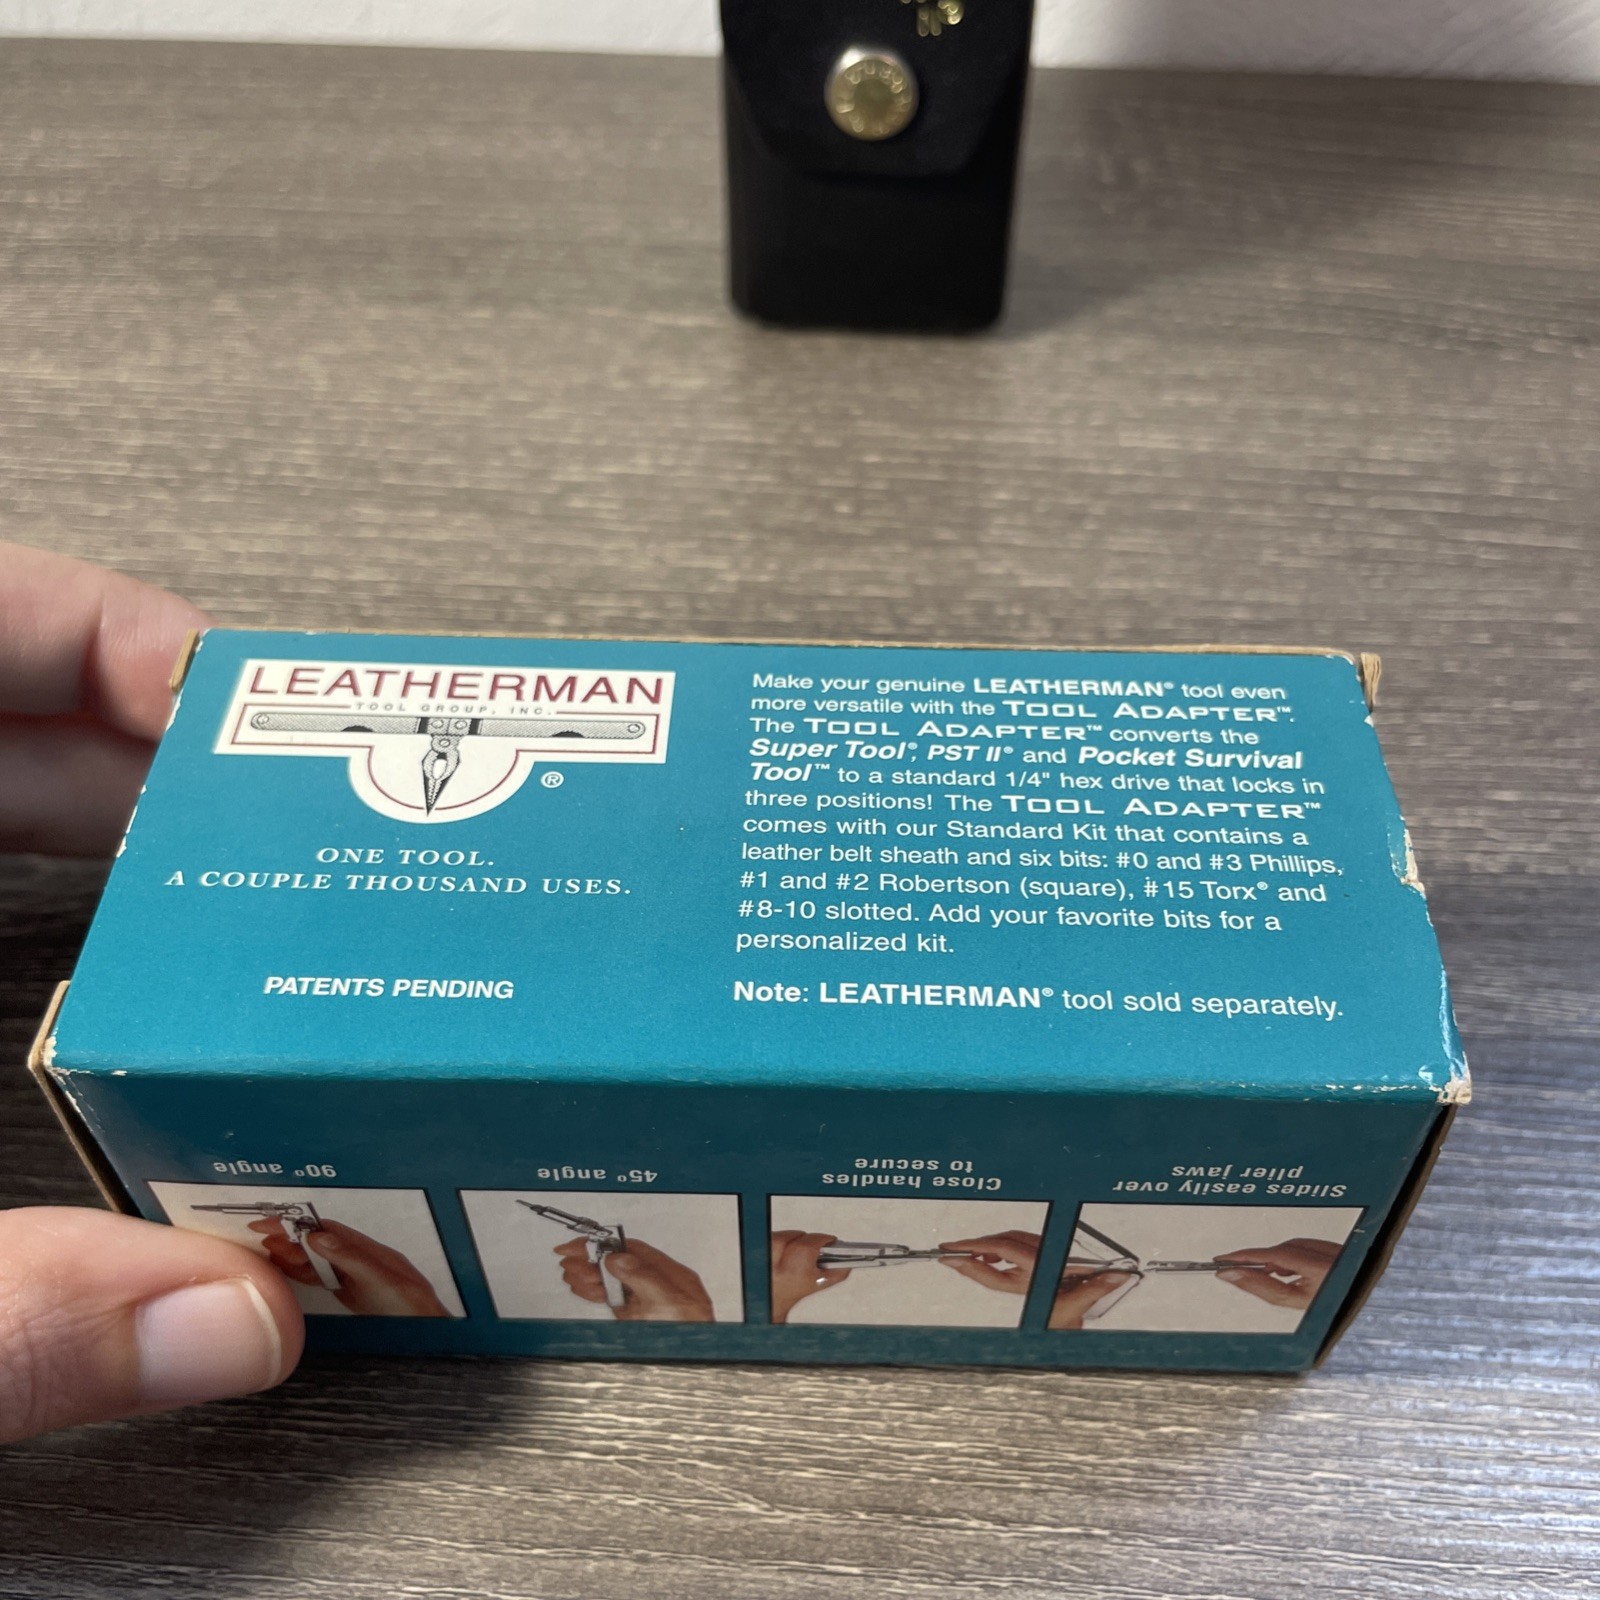 LEATHERMAN
TOOL GROUP, INC.
®
ONE TOOL.
A COUPLE THOUSAND USES.
PATENTS PENDING
Make your genuine LEATHERMAN® tool even
more versatile with the TOOL ADAPTER™.
The TOOL ADAPTER™ converts the
Super Tool®, PST II® and Pocket Survival
Tool™ to a standard 1/4" hex drive that locks in
three positions! The TOOL ADAPTER™
comes with our Standard Kit that contains a
leather belt sheath and six bits: #0 and #3 Phillips,
#1 and #2 Robertson (square), #15 Torx® and
#8-10 slotted. Add your favorite bits for a
personalized kit.
Note: LEATHERMAN® tool sold separately.
Slides easily over
plier jaws
Close handles
to secure
45º angle
90º angle